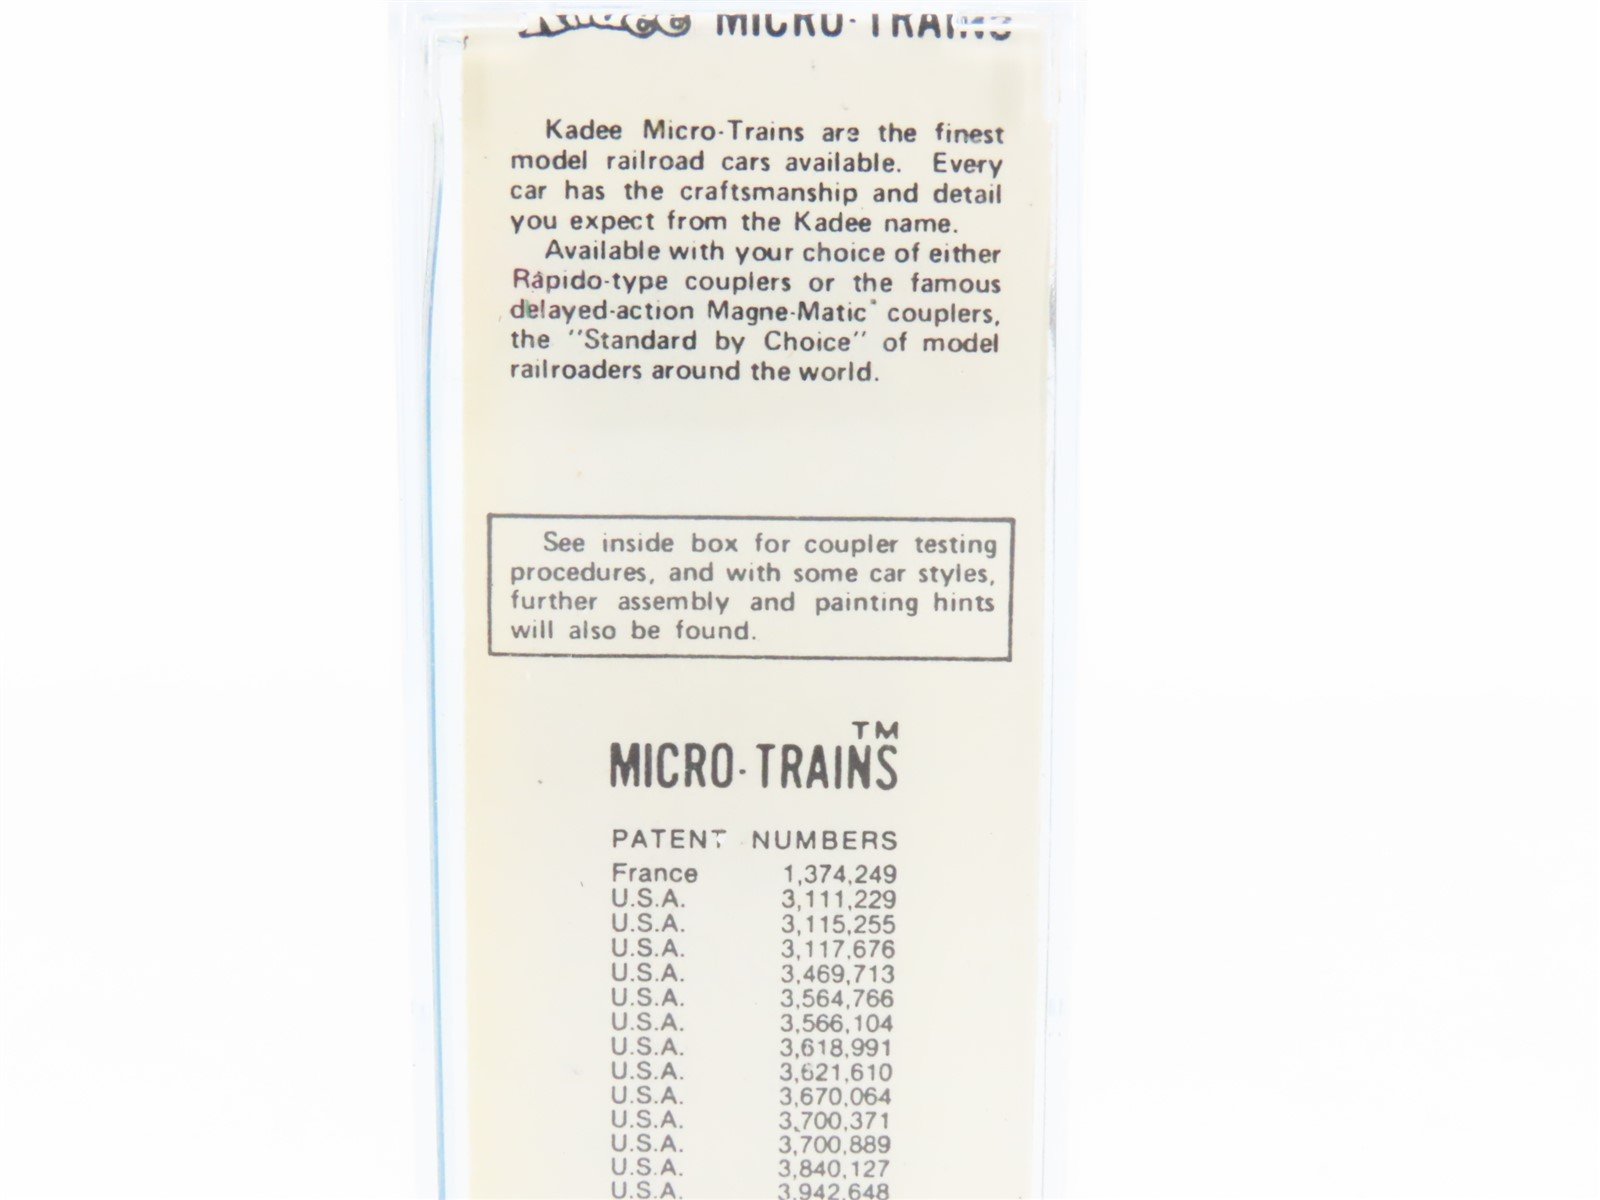 Kadee MICRO-TRAINS
Kadee Micro-Trains are the finest
model railroad cars available. Every
car has the craftsmanship and detail
you expect from the Kadee name.
Available with your choice of either
Rapido-type couplers or the famous
delayed-action Magne-Matic® couplers,
the "Standard by Choice" of model
railroaders around the world.
See inside box for coupler testing
procedures, and with some car styles,
further assembly and painting hints
will also be found.
MICRO-TRAINS™
PATENT NUMBERS
France 1,374,249
U.S.A. 3,111,229
U.S.A. 3,115,255
U.S.A. 3,117,676
U.S.A. 3,469,713
U.S.A. 3,564,766
U.S.A. 3,566,104
U.S.A. 3,618,991
U.S.A. 3,621,610
U.S.A. 3,670,064
U.S.A. 3,700,371
U.S.A. 3,700,889
U.S.A. 3,840,127
U.S.A. 3,942,648